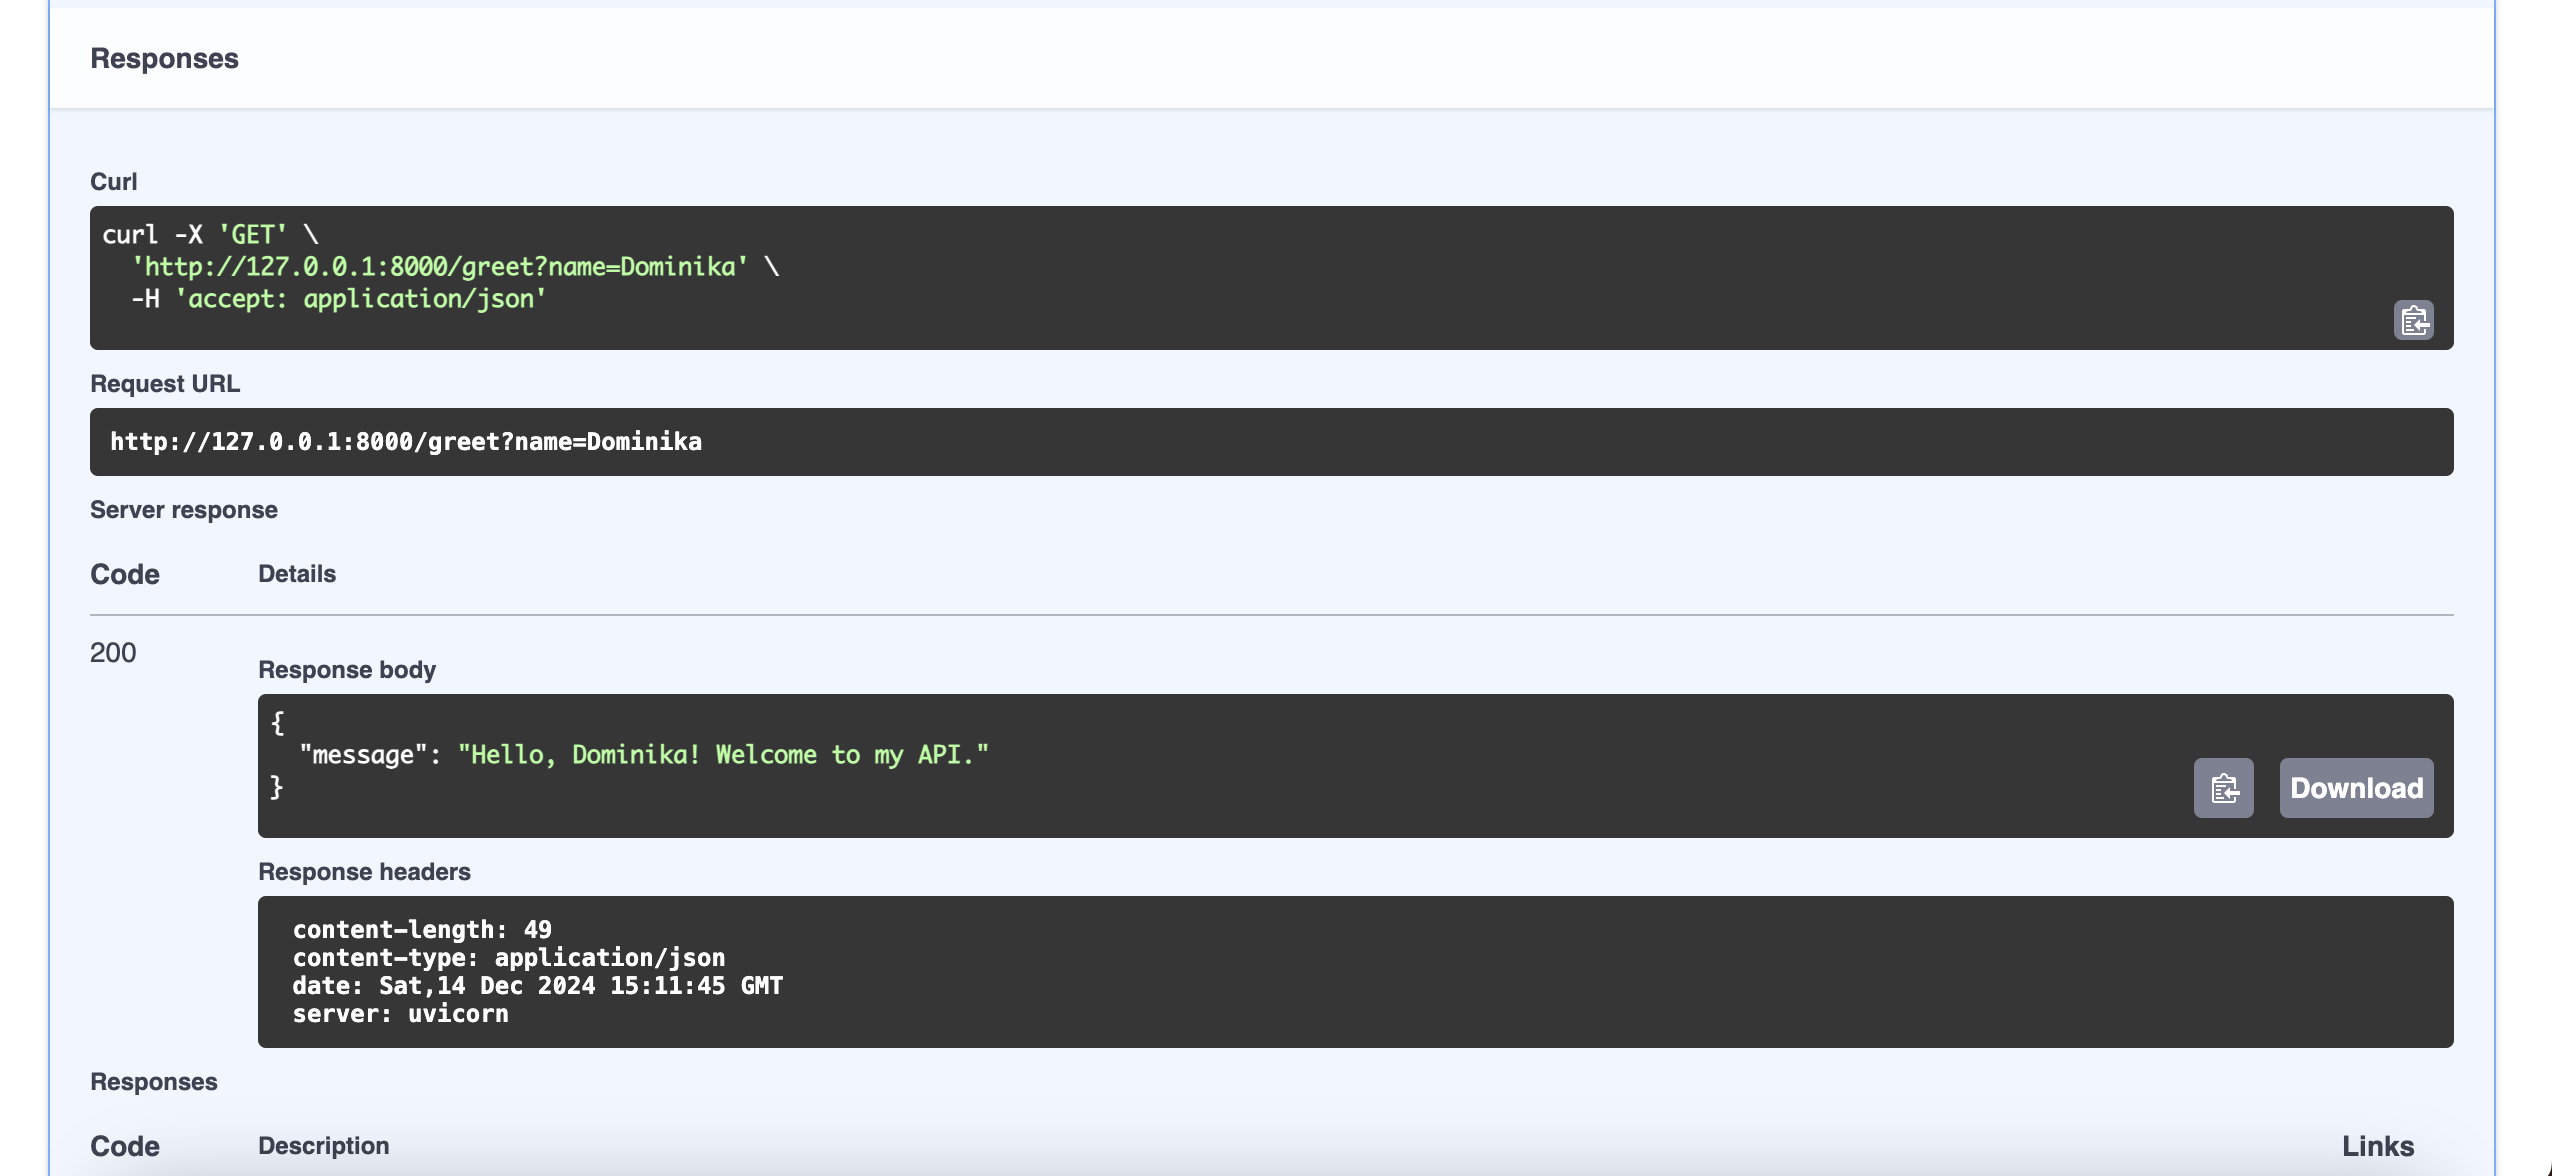 Responses
Curl
curl -X 'GET' \
  'http://127.0.0.1:8000/greet?name=Dominika' \
  -H 'accept: application/json'
Request URL
http://127.0.0.1:8000/greet?name=Dominika
Server response
Code Details
200
Response body
{
  "message": "Hello, Dominika! Welcome to my API."
}
Download
Response headers
content-length: 49
content-type: application/json
date: Sat,14 Dec 2024 15:11:45 GMT
server: uvicorn
Responses
Code Description Links